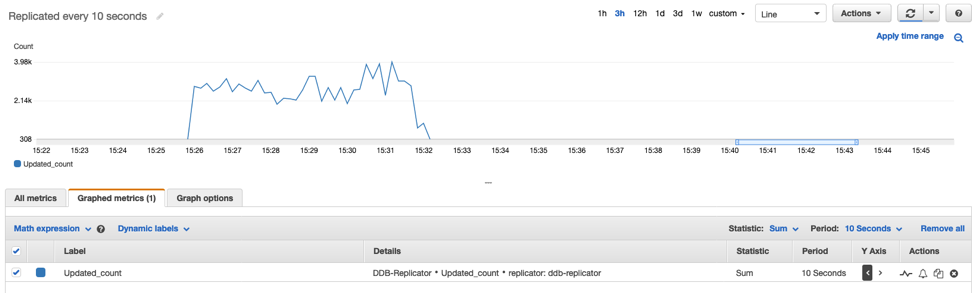 Replicated every 10 seconds
1h 3h 12h 1d 3d 1w custom Line Actions
Apply time range
Count
3.98k
2.14k
308
15:22 15:23 15:24 15:25 15:26 15:27 15:28 15:29 15:30 15:31 15:32 15:33 15:34 15:35 15:36 15:37 15:38 15:39 15:40 15:41 15:42 15:43 15:44 15:45
Updated_count
All metrics Graphed metrics (1) Graph options
Math expression Dynamic labels Statistic: Sum Period: 10 Seconds Remove all
Label Details Statistic Period Y Axis Actions
Updated_count DDB-Replicator • Updated_count • replicator: ddb-replicator Sum 10 Seconds